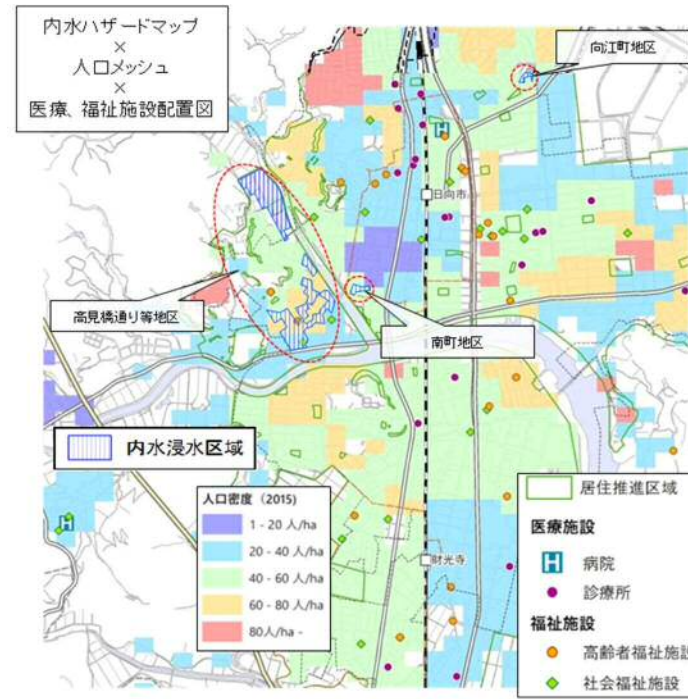 内水ハザードマップ
×
人口メッシュ
×
医療、福祉施設配置図
向江町地区
日向市
高見橋通り等地区
南町地区
内水浸水区域
人口密度 (2015)
1 - 20 人/ha
20 - 40 人/ha
40 - 60 人/ha
60 - 80 人/ha
80人/ha -
財光寺
居住推進区域
医療施設
H 病院
診療所
福祉施設
高齢者福祉施設
社会福祉施設
H
H